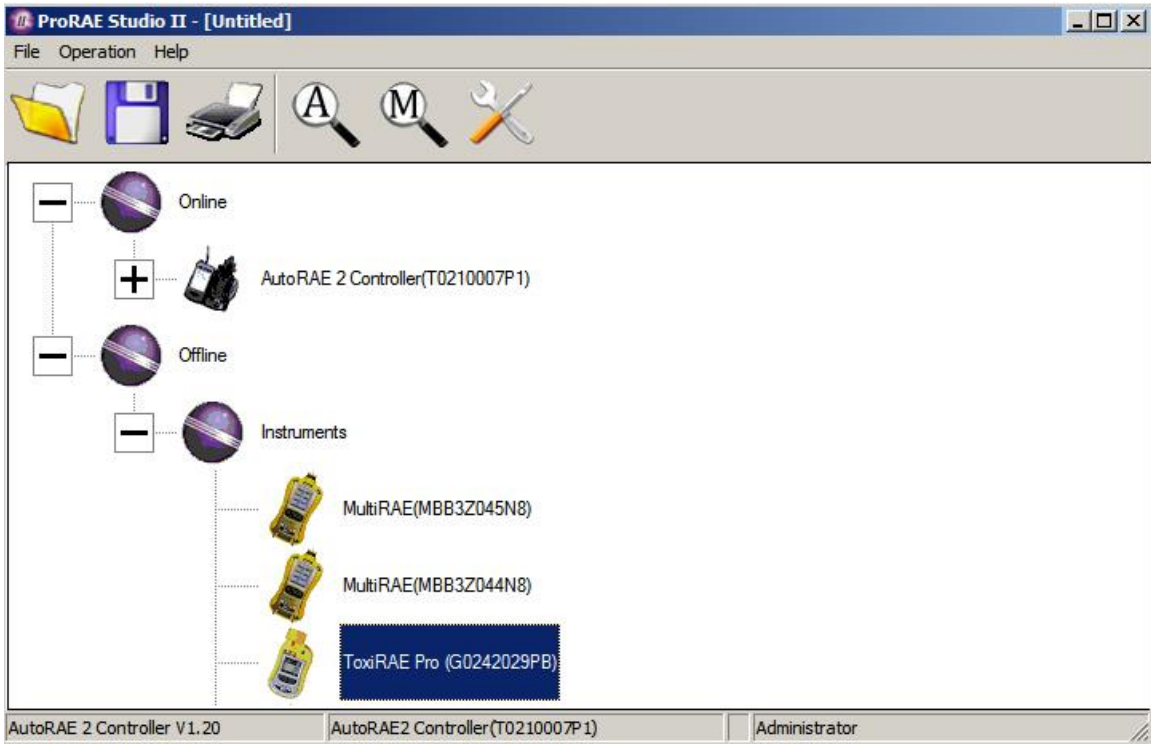 ProRAE Studio II - [Untitled]
File Operation Help
A M
Online
AutoRAE 2 Controller(T0210007P1)
Offline
Instruments
MultiRAE(MBB3Z045N8)
MultiRAE(MBB3Z044N8)
ToxiRAE Pro (G0242029PB)
AutoRAE 2 Controller V1.20 AutoRAE2 Controller(T0210007P1) Administrator